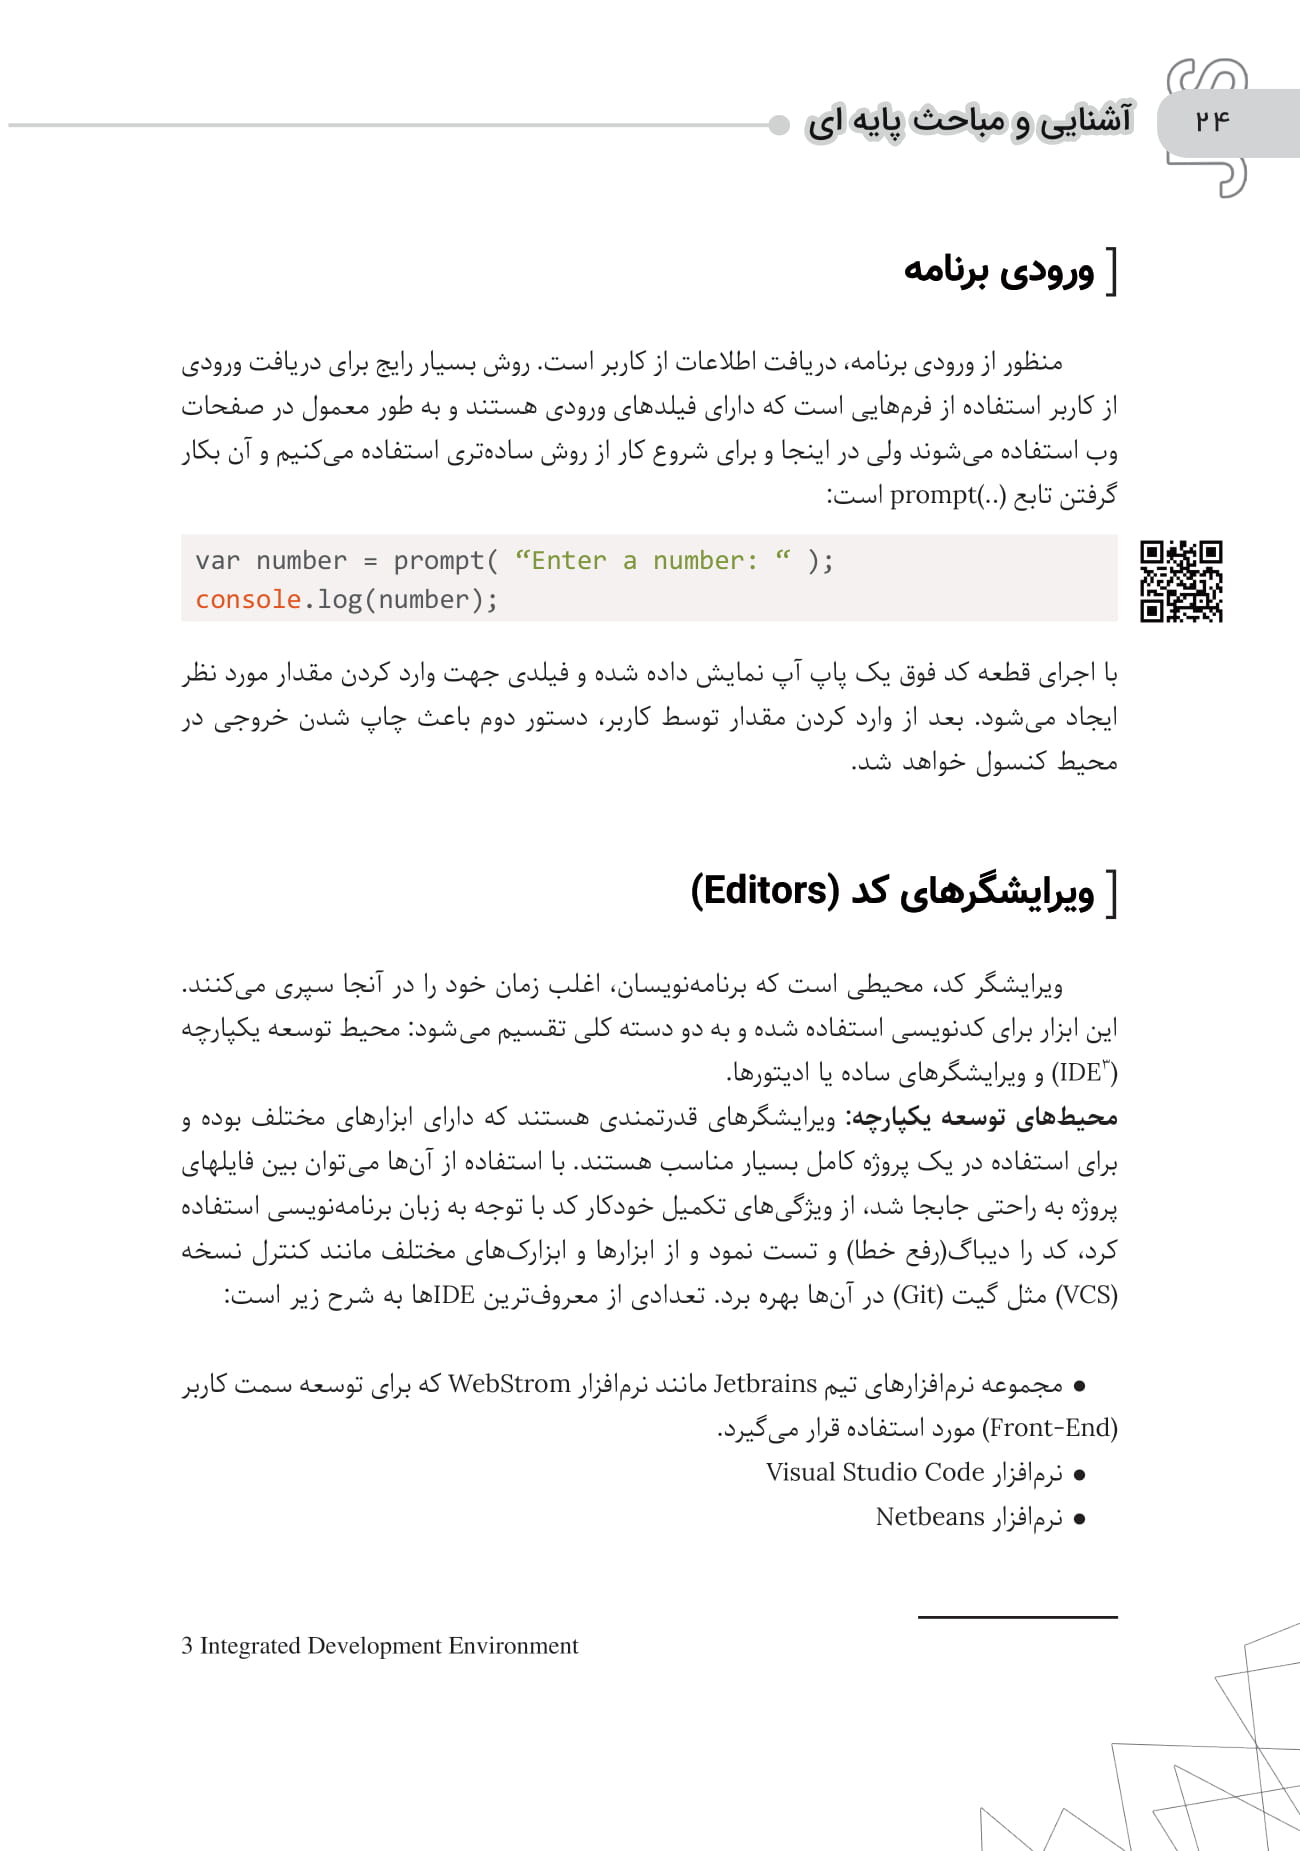 ۲۴
آشنایی و مباحث پایه ای
ورودی برنامه
منظور از ورودی برنامه، دریافت اطلاعات از کاربر است. روش بسیار رایج برای دریافت ورودی
از کاربر استفاده از فرم‌هایی است که دارای فیلدهای ورودی هستند و به طور معمول در صفحات
وب استفاده می‌شوند ولی در اینجا و برای شروع کار از روش ساده‌تری استفاده می‌کنیم و آن بکار
گرفتن تابع prompt(..) است:
var number = prompt( “Enter a number: “ );
console.log(number);
با اجرای قطعه کد فوق یک پاپ آپ نمایش داده شده و فیلدی جهت وارد کردن مقدار مورد نظر
ایجاد می‌شود. بعد از وارد کردن مقدار توسط کاربر، دستور دوم باعث چاپ شدن خروجی در
محیط کنسول خواهد شد.
ویرایشگرهای کد (Editors)
ویرایشگر کد، محیطی است که برنامه‌نویسان، اغلب زمان خود را در آنجا سپری می‌کنند.
این ابزار برای کدنویسی استفاده شده و به دو دسته کلی تقسیم می‌شود: محیط توسعه یکپارچه
(IDE۳) و ویرایشگرهای ساده یا ادیتورها.
محیط‌های توسعه یکپارچه: ویرایشگرهای قدرتمندی هستند که دارای ابزارهای مختلف بوده و
برای استفاده در یک پروژه کامل بسیار مناسب هستند. با استفاده از آن‌ها می‌توان بین فایلهای
پروژه به راحتی جابجا شد، از ویژگی‌های تکمیل خودکار کد با توجه به زبان برنامه‌نویسی استفاده
کرد، کد را دیباگ(رفع خطا) و تست نمود و از ابزارها و ابزارک‌های مختلف مانند کنترل نسخه
(VCS) مثل گیت (Git) در آن‌ها بهره برد. تعدادی از معروف‌ترین IDEها به شرح زیر است:
● مجموعه نرم‌افزارهای تیم Jetbrains مانند نرم‌افزار WebStrom که برای توسعه سمت کاربر
(Front-End) مورد استفاده قرار می‌گیرد.
● نرم‌افزار Visual Studio Code
● نرم‌افزار Netbeans
3 Integrated Development Environment